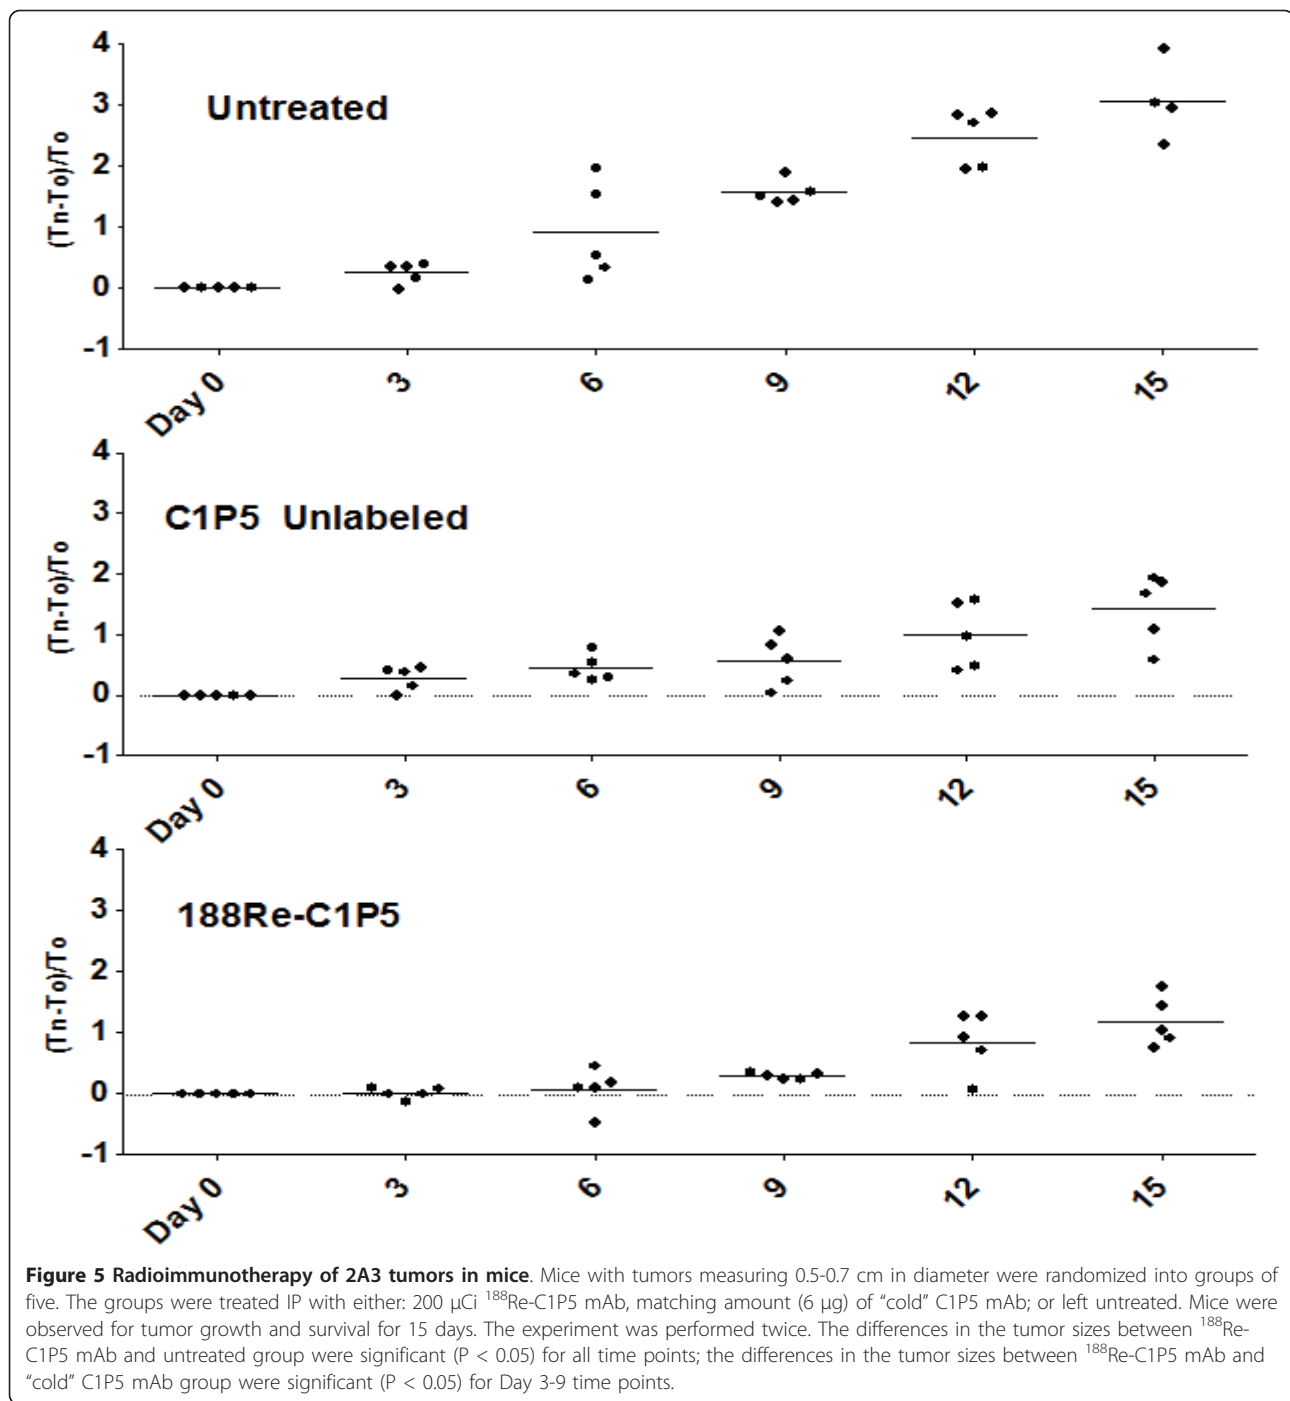 4
Untreated
3
2
1
0
-1
(Tn-To)/To
Day 0 3 6 9 12 15
4
3
C1P5 Unlabeled
2
1
0
-1
(Tn-To)/To
Day 0 3 6 9 12 15
4
3
188Re-C1P5
2
1
0
-1
(Tn-To)/To
Day 0 3 6 9 12 15
Figure 5 Radioimmunotherapy of 2A3 tumors in mice. Mice with tumors measuring 0.5-0.7 cm in diameter were randomized into groups of
five. The groups were treated IP with either: 200 μCi ¹⁸⁸Re-C1P5 mAb, matching amount (6 μg) of “cold” C1P5 mAb; or left untreated. Mice were
observed for tumor growth and survival for 15 days. The experiment was performed twice. The differences in the tumor sizes between ¹⁸⁸Re-
C1P5 mAb and untreated group were significant (P < 0.05) for all time points; the differences in the tumor sizes between ¹⁸⁸Re-C1P5 mAb and
“cold” C1P5 mAb group were significant (P < 0.05) for Day 3-9 time points.